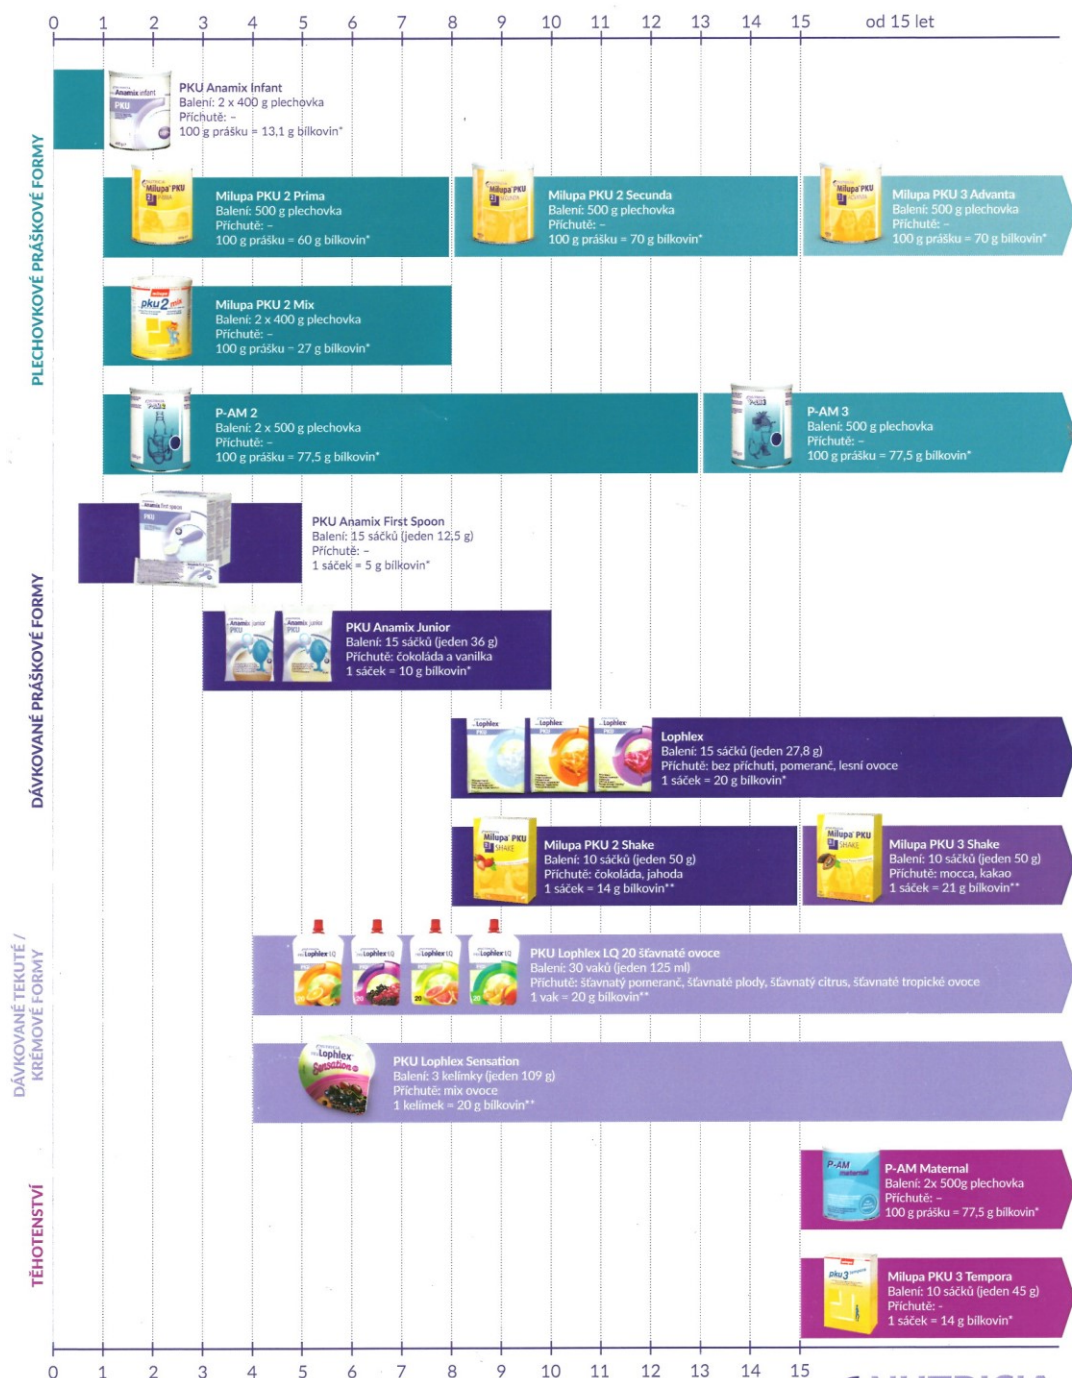 0 1 2 3 4 5 6 7 8 9 10 11 12 13 14 15 od 15 let
PLECHOVKOVÉ PRÁŠKOVÉ FORMY
PKU Anamix Infant
Balení: 2 x 400 g plechovka
Příchutě: –
100 g prášku = 13,1 g bílkovin*
Milupa PKU 2 Prima
Balení: 500 g plechovka
Příchutě: –
100 g prášku = 60 g bílkovin*
Milupa PKU 2 Secunda
Balení: 500 g plechovka
Příchutě: –
100 g prášku = 70 g bílkovin*
Milupa PKU 3 Advanta
Balení: 500 g plechovka
Příchutě: –
100 g prášku = 70 g bílkovin*
Milupa PKU 2 Mix
Balení: 2 x 400 g plechovka
Příchutě: –
100 g prášku = 27 g bílkovin*
P-AM 2
Balení: 2 x 500 g plechovka
Příchutě: –
100 g prášku = 77,5 g bílkovin*
P-AM 3
Balení: 500 g plechovka
Příchutě: –
100 g prášku = 77,5 g bílkovin*
DÁVKOVANÉ PRÁŠKOVÉ FORMY
PKU Anamix First Spoon
Balení: 15 sáčků (jeden 12,5 g)
Příchutě: –
1 sáček = 5 g bílkovin*
PKU Anamix Junior
Balení: 15 sáčků (jeden 36 g)
Příchutě: čokoláda a vanilka
1 sáček = 10 g bílkovin*
Lophlex
Balení: 15 sáčků (jeden 27,8 g)
Příchutě: bez příchuti, pomeranč, lesní ovoce
1 sáček = 20 g bílkovin*
Milupa PKU 2 Shake
Balení: 10 sáčků (jeden 50 g)
Příchutě: čokoláda, jahoda
1 sáček = 14 g bílkovin**
Milupa PKU 3 Shake
Balení: 10 sáčků (jeden 50 g)
Příchutě: mocca, kakao
1 sáček = 21 g bílkovin**
DÁVKOVANÉ TEKUTÉ /
KRÉMOVÉ FORMY
PKU Lophlex LQ 20 šťavnaté ovoce
Balení: 30 vaků (jeden 125 ml)
Příchutě: šťavnatý pomeranč, šťavnaté plody, šťavnatý citrus, šťavnaté tropické ovoce
1 vak = 20 g bílkovin**
PKU Lophlex Sensation
Balení: 3 kelímky (jeden 109 g)
Příchutě: mix ovoce
1 kelímek = 20 g bílkovin**
TĚHOTENSTVÍ
P-AM Maternal
Balení: 2x 500g plechovka
Příchutě: –
100 g prášku = 77,5 g bílkovin*
Milupa PKU 3 Tempora
Balení: 10 sáčků (jeden 45 g)
Příchutě: -
1 sáček = 14 g bílkovin*
0 1 2 3 4 5 6 7 8 9 10 11 12 13 14 15